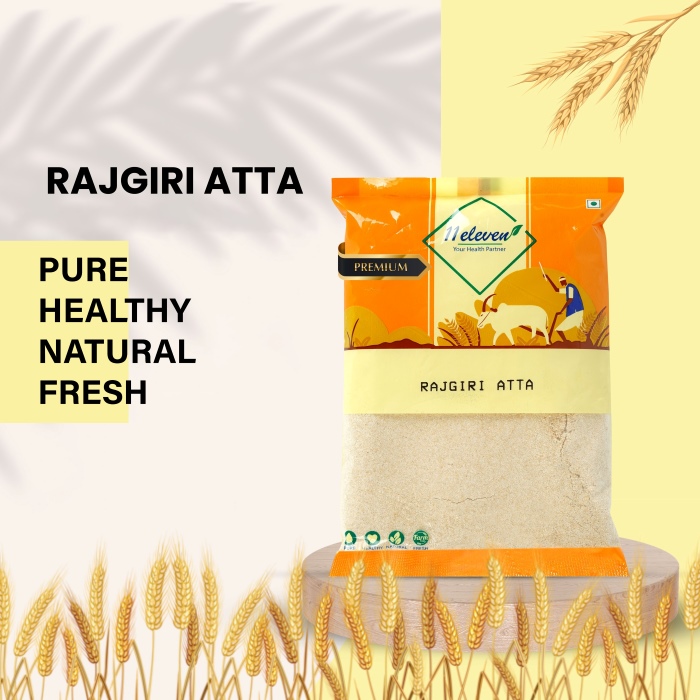 RAJGIRI ATTA
PURE
HEALTHY
NATURAL
FRESH
11eleven
Your Health Partner
PREMIUM
RAJGIRI ATTA